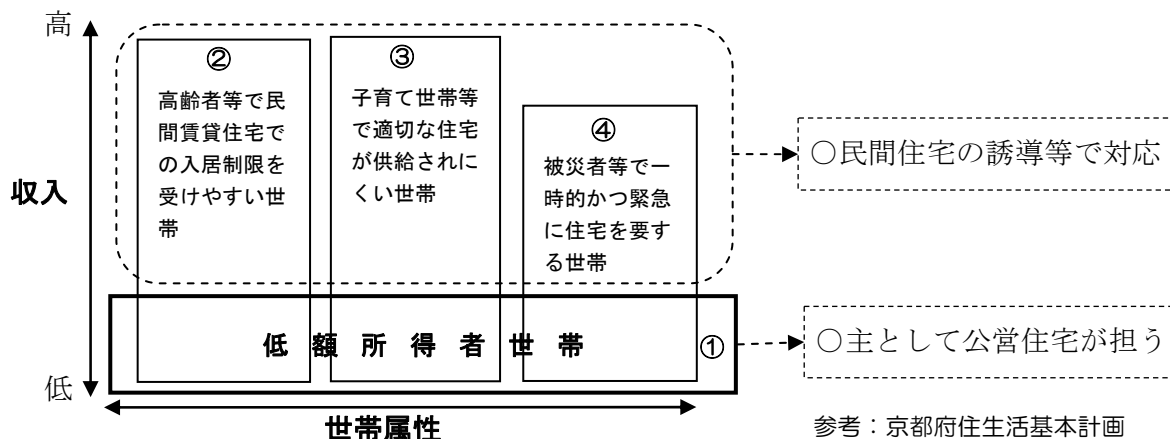 高
②
高齢者等で民
間賃貸住宅で
の入居制限を
受けやすい世
帯
③
子育て世帯等
で適切な住宅
が供給されに
くい世帯
④
被災者等で一
時的かつ緊急
に住宅を要す
る世帯
○民間住宅の誘導等で対応
収入
低額所得者世帯 ①
○主として公営住宅が担う
低
世帯属性
参考:京都府住生活基本計画